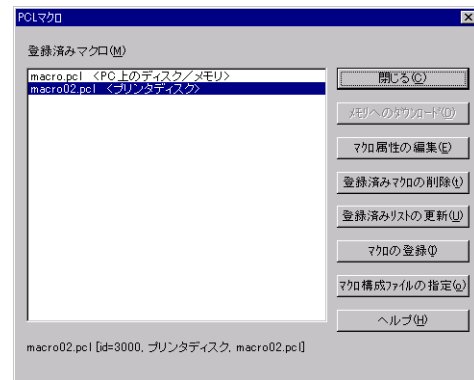 PCLマクロ
登録済みマクロ(M)
macro.pcl <PC上のディスク/メモリ>
macro02.pcl <プリンタディスク>
閉じる(C)
メモリへのダウンロード(D)
マクロ属性の編集(E)
登録済みマクロの削除(t)
登録済みリストの更新(U)
マクロの登録(I)
マクロ構成ファイルの指定(o)
ヘルプ(H)
macro02.pcl [id=3000, プリンタディスク, macro02.pcl]